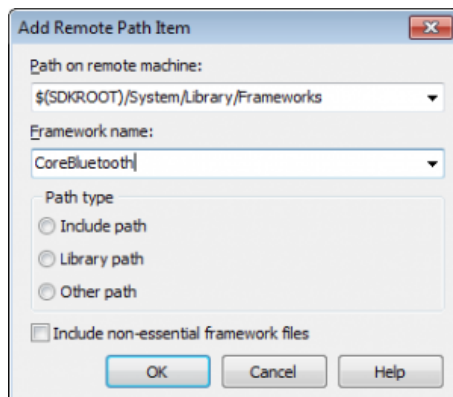 Add Remote Path Item
Path on remote machine:
$(SDKROOT)/System/Library/Frameworks
Framework name:
CoreBluetooth
Path type
Include path
Library path
Other path
Include non-essential framework files
OK Cancel Help